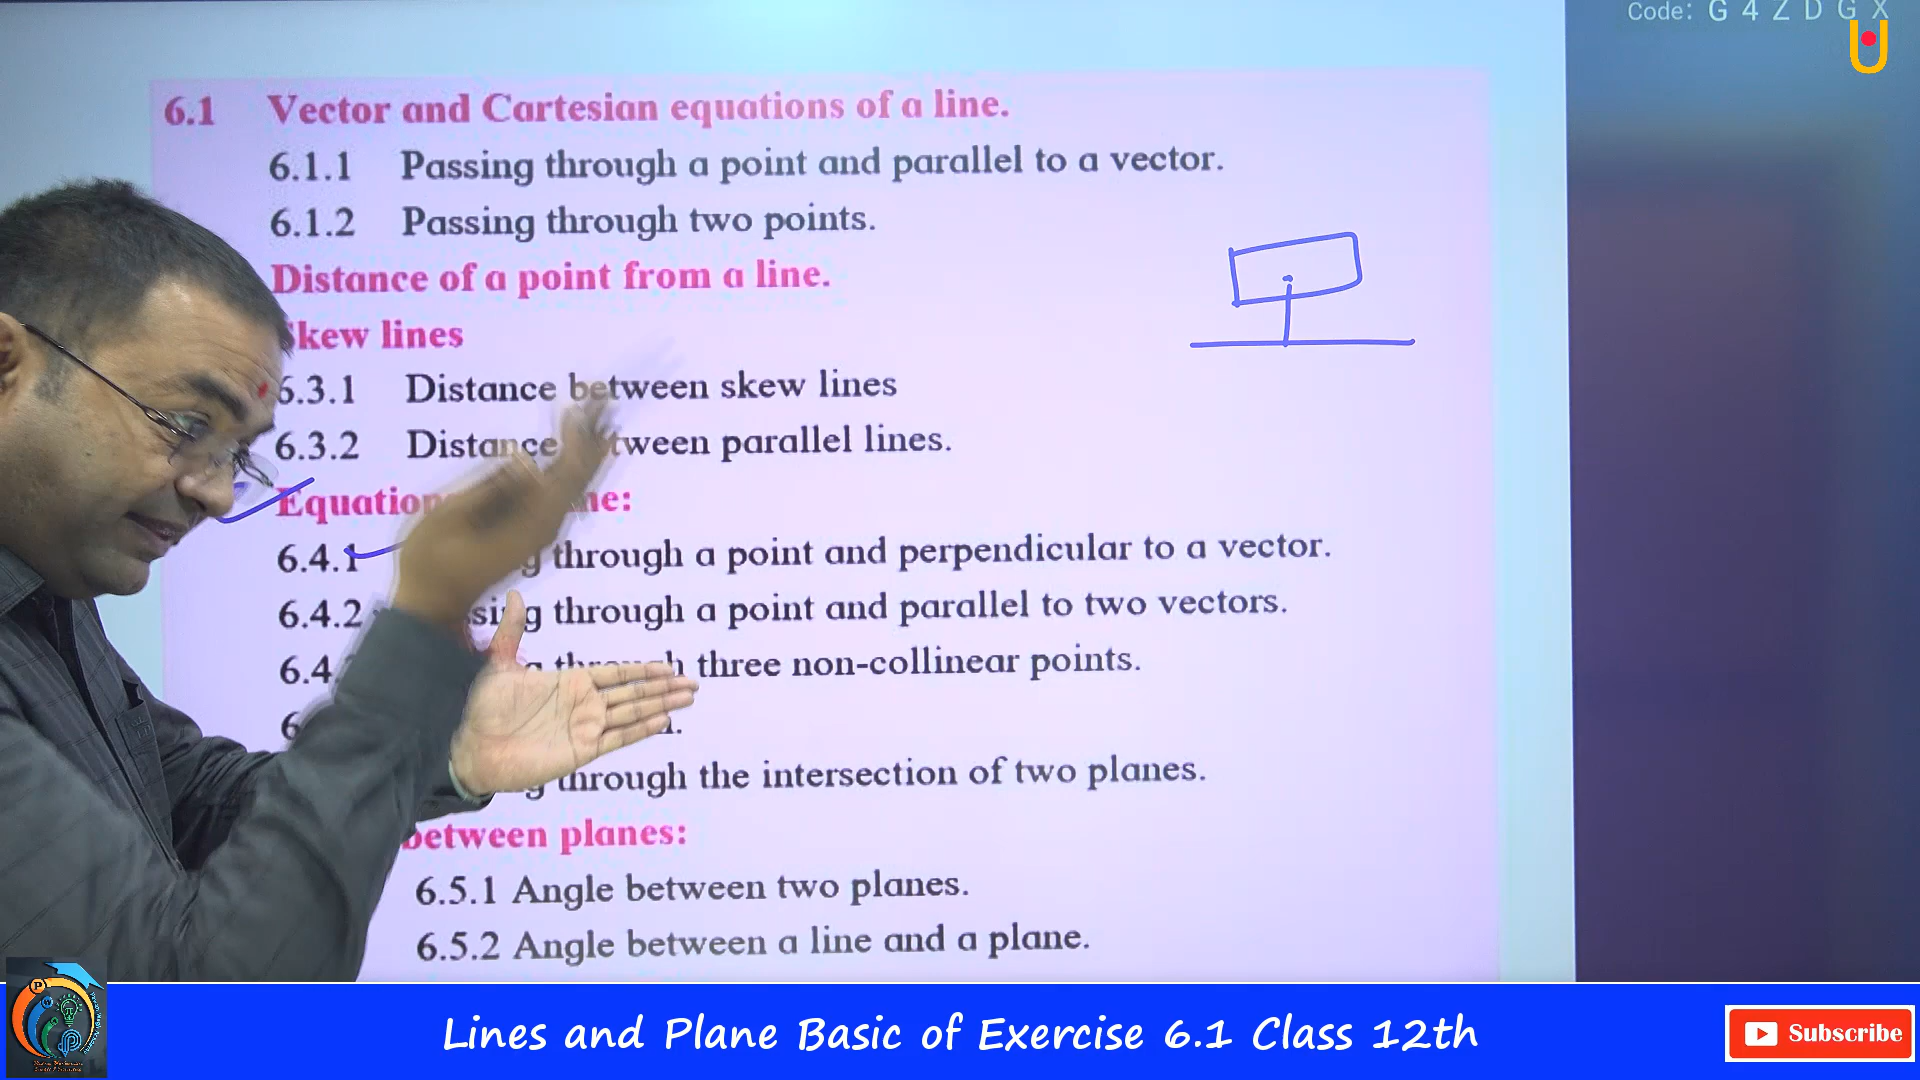 Code: G 4 Z D G X
6.1 Vector and Cartesian equations of a line.
6.1.1 Passing through a point and parallel to a vector.
6.1.2 Passing through two points.
Distance of a point from a line.
Skew lines
6.3.1 Distance between skew lines
6.3.2 Distance between parallel lines.
Equation
6.4.1 through a point and perpendicular to a vector.
6.4.2 through a point and parallel to two vectors.
6.4. through three non-collinear points.
through the intersection of two planes.
between planes:
6.5.1 Angle between two planes.
6.5.2 Angle between a line and a plane.
Lines and Plane Basic of Exercise 6.1 Class 12th
Subscribe